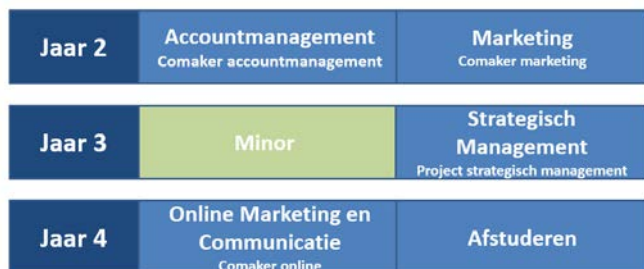 Jaar 2
Accountmanagement
Comaker accountmanagement
Marketing
Comaker marketing
Jaar 3
Minor
Strategisch
Management
Project strategisch management
Jaar 4
Online Marketing en
Communicatie
Comaker online
Afstuderen